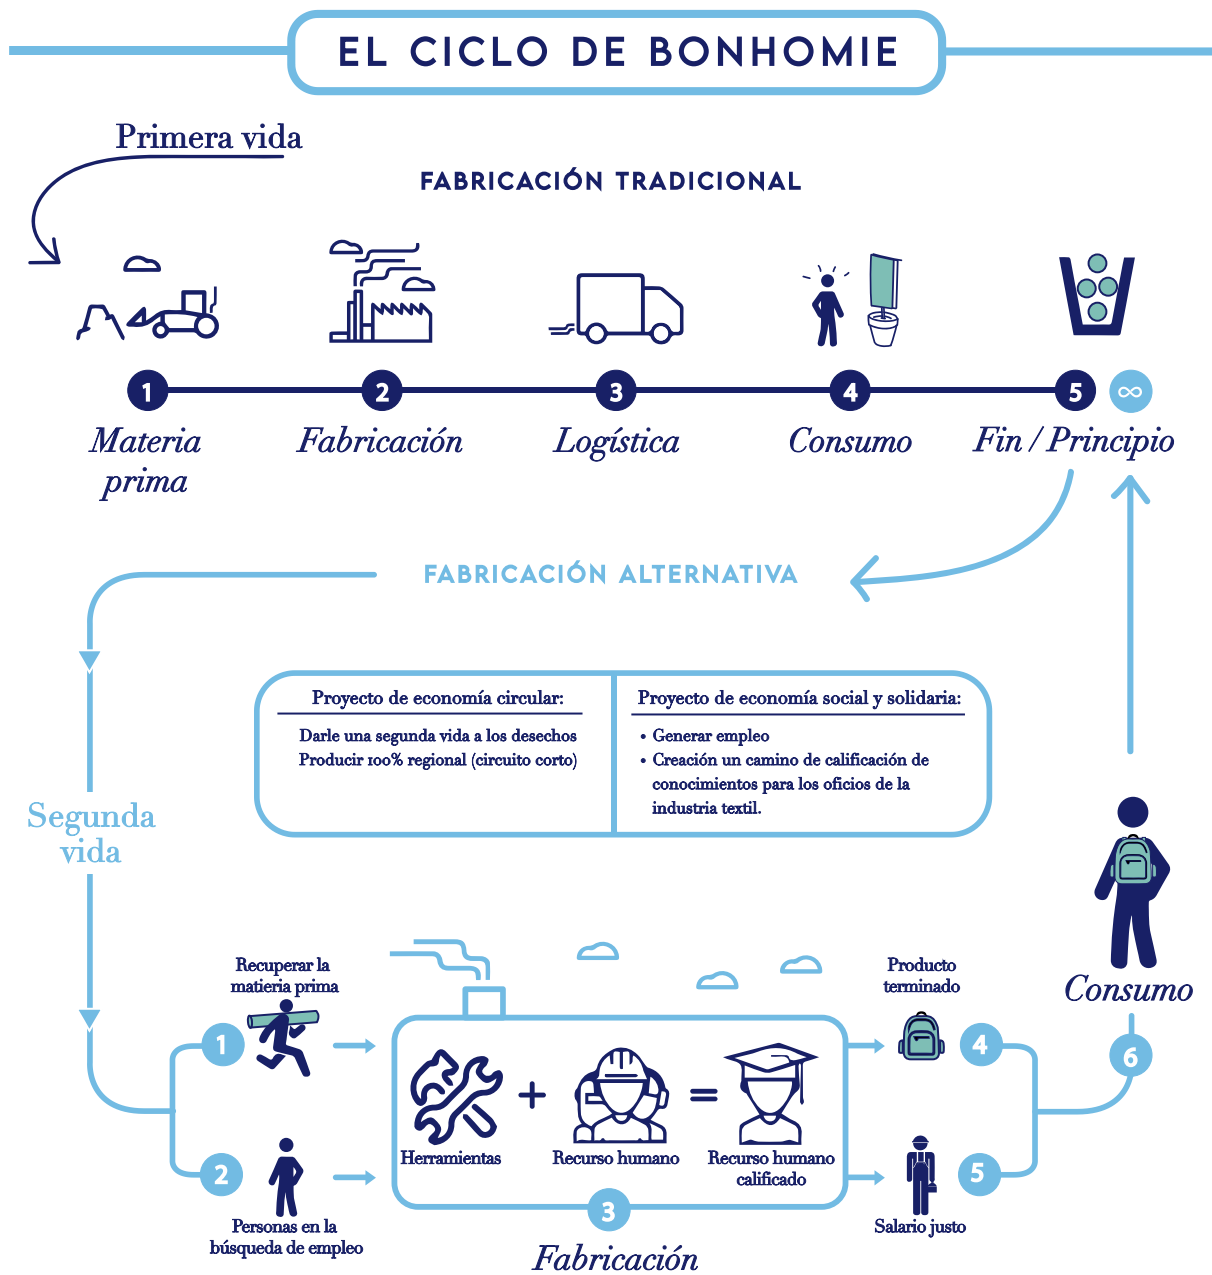 EL CICLO DE BONHOMIE
Primera vida
FABRICACIÓN TRADICIONAL
1
2
3
4
5
∞
Materia
prima
Fabricación
Logística
Consumo
Fin / Principio
FABRICACIÓN ALTERNATIVA
Proyecto de economía circular:
Darle una segunda vida a los desechos
Producir 100% regional (circuito corto)
Proyecto de economía social y solidaria:
• Generar empleo
• Creación un camino de calificación de
conocimientos para los oficios de la
industria textil.
Segunda
vida
Recuperar la
matieria prima
1
2
Personas en la
búsqueda de empleo
+
=
Herramientas
Recurso humano
Recurso humano
calificado
3
Fabricación
Producto
terminado
4
5
Salario justo
Consumo
6